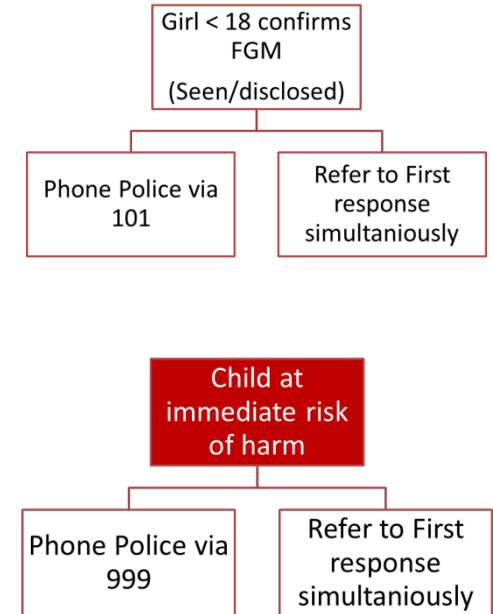 Girl < 18 confirms
FGM
(Seen/disclosed)
Phone Police via
101
Refer to First
response
simultaniously
Child at
immediate risk
of harm
Phone Police via
999
Refer to First
response
simultaniously